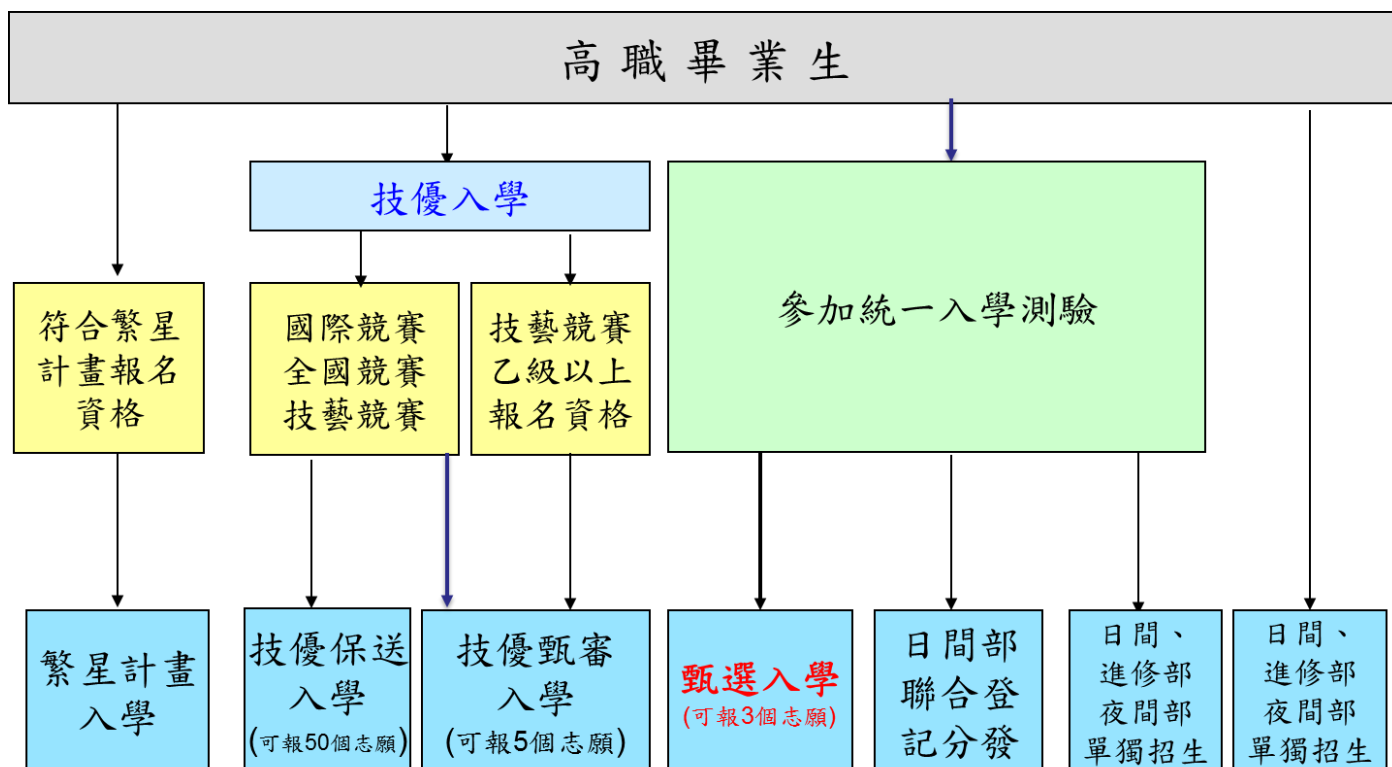 高職畢業生
技優入學
符合繁星
計畫報名
資格
國際競賽
全國競賽
技藝競賽
技藝競賽
乙級以上
報名資格
參加統一入學測驗
繁星計畫
入學
技優保送
入學
(可報50個志願)
技優甄審
入學
(可報5個志願)
甄選入學
(可報3個志願)
日間部
聯合登
記分發
日間、
進修部
夜間部
單獨招生
日間、
進修部
夜間部
單獨招生